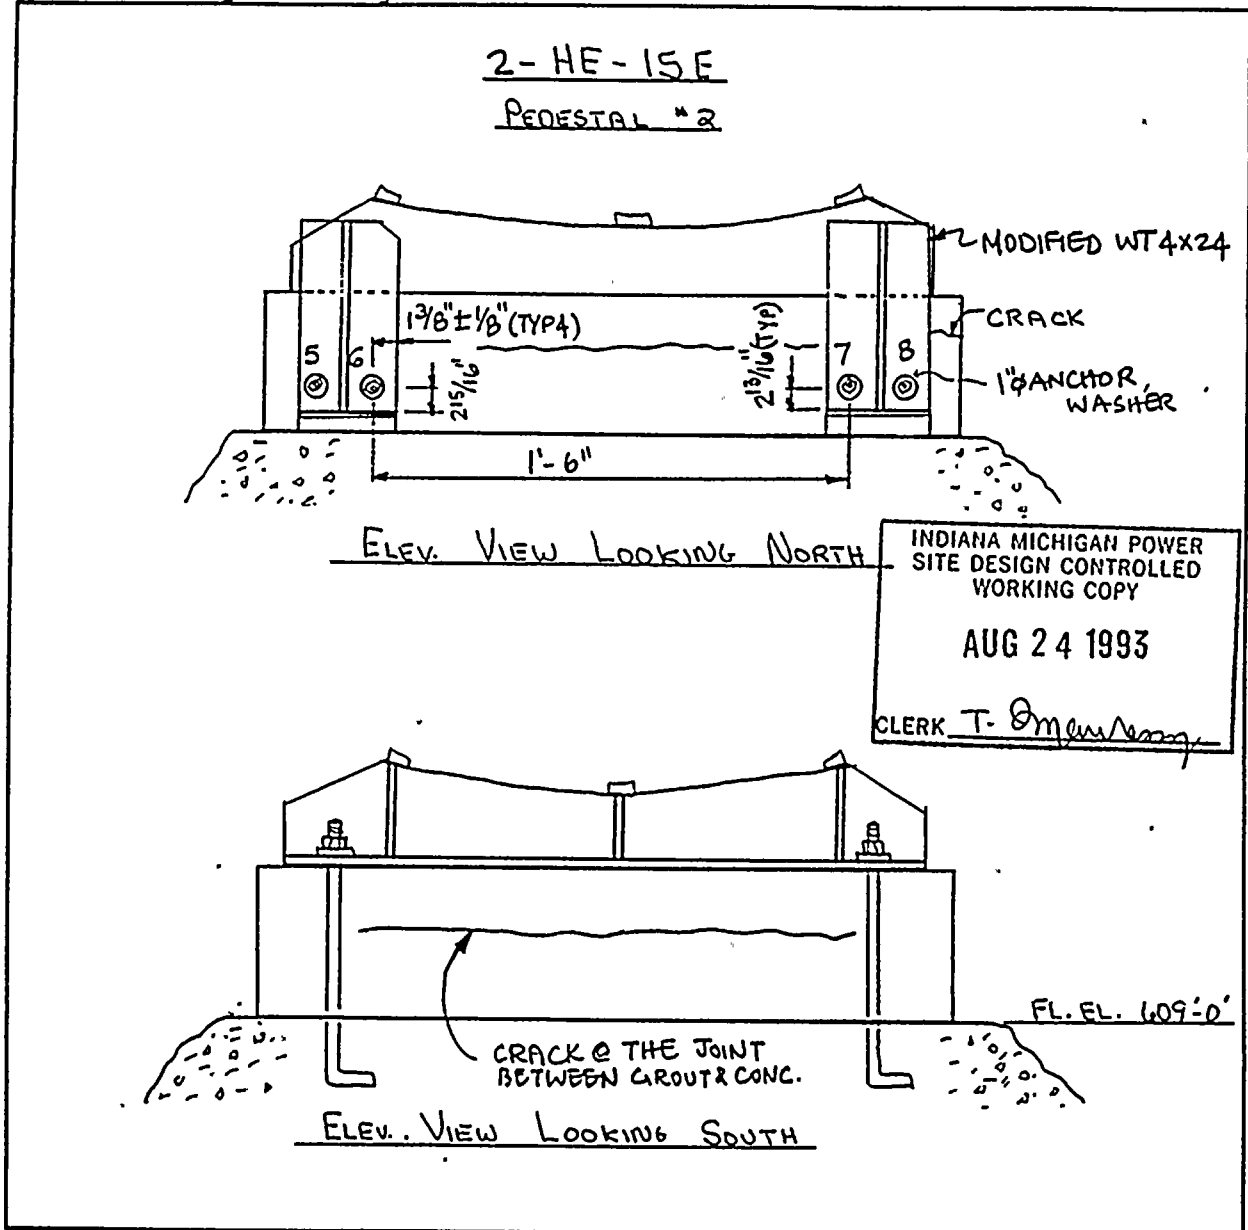 2-HE-15E
PEDESTAL #2
MODIFIED WT4X24
CRACK
1"ø ANCHOR,
WASHER
1 3/8" ± 1/8" (TYP4)
2 15/16"
2 13/16" (TYP)
5
6
7
8
1'-6"
ELEV. VIEW LOOKING NORTH
INDIANA MICHIGAN POWER
SITE DESIGN CONTROLLED
WORKING COPY
AUG 24 1993
CLERK T.
FL. EL. 609'-0'
CRACK @ THE JOINT
BETWEEN GROUT & CONC.
ELEV. VIEW LOOKING SOUTH